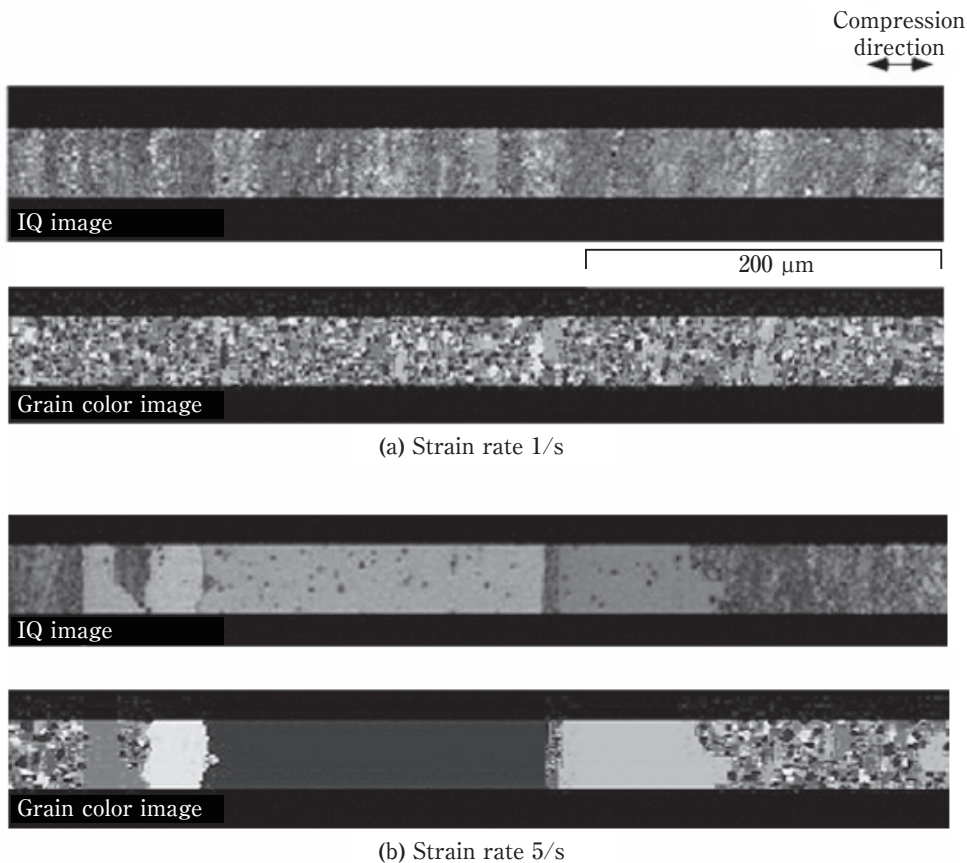 Compression
direction
IQ image
200 μm
Grain color image
(a) Strain rate 1/s
IQ image
Grain color image
(b) Strain rate 5/s